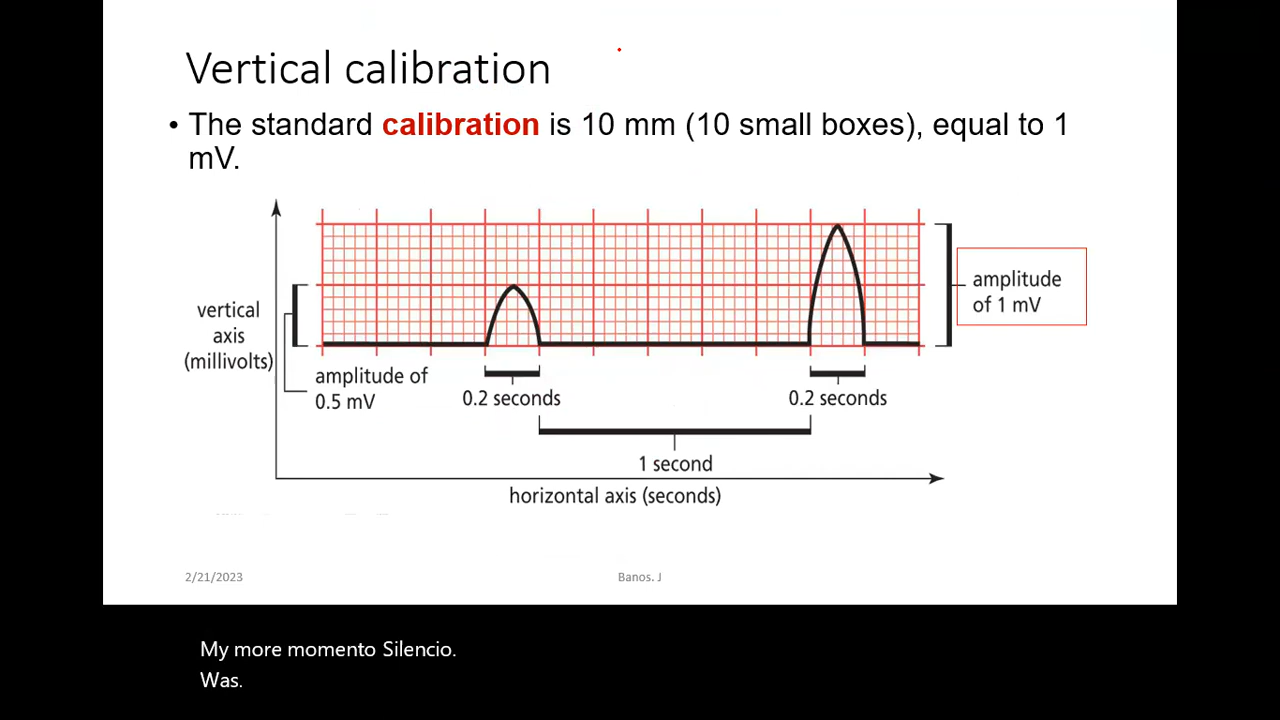 Vertical calibration
• The standard calibration is 10 mm (10 small boxes), equal to 1
mV.
amplitude
of 1 mV
vertical
axis
(millivolts)
amplitude of
0.5 mV
0.2 seconds
0.2 seconds
1 second
horizontal axis (seconds)
2/21/2023
Banos. J
My more momento Silencio.
Was.